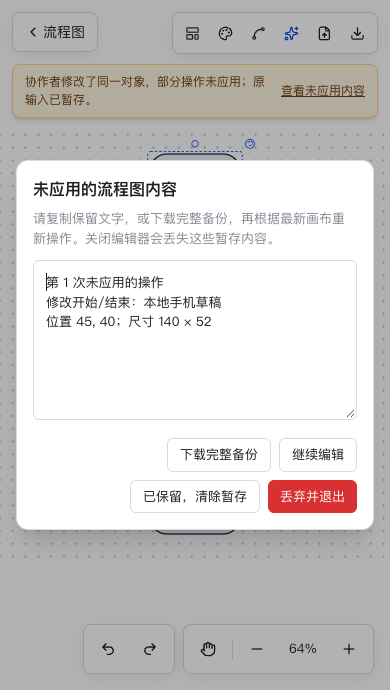 流程图
协作者修改了同一对象，部分操作未应用；原
输入已暂存。
查看未应用内容
未应用的流程图内容
请复制保留文字，或下载完整备份，再根据最新画布重
新操作。关闭编辑器会丢失这些暂存内容。
第 1 次未应用的操作
修改开始/结束：本地手机草稿
位置 45, 40；尺寸 140 × 52
下载完整备份
继续编辑
已保留，清除暂存
丢弃并退出
64%